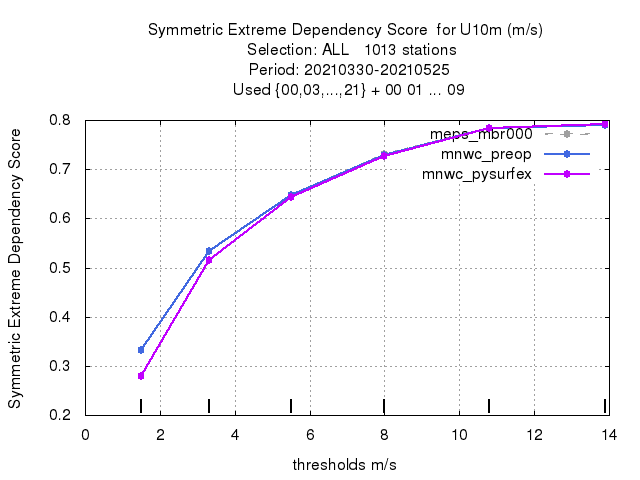 Symmetric Extreme Dependency Score  for U10m (m/s)
Selection: ALL   1013 stations
Period: 20210330-20210525
Used {00,03,...,21} + 00 01 ... 09
Symmetric Extreme Dependency Score
0.8
0.7
0.6
0.5
0.4
0.3
0.2
meps_mbr000
mnwc_preop
mnwc_pysurfex
0 2 4 6 8 10 12 14
thresholds m/s